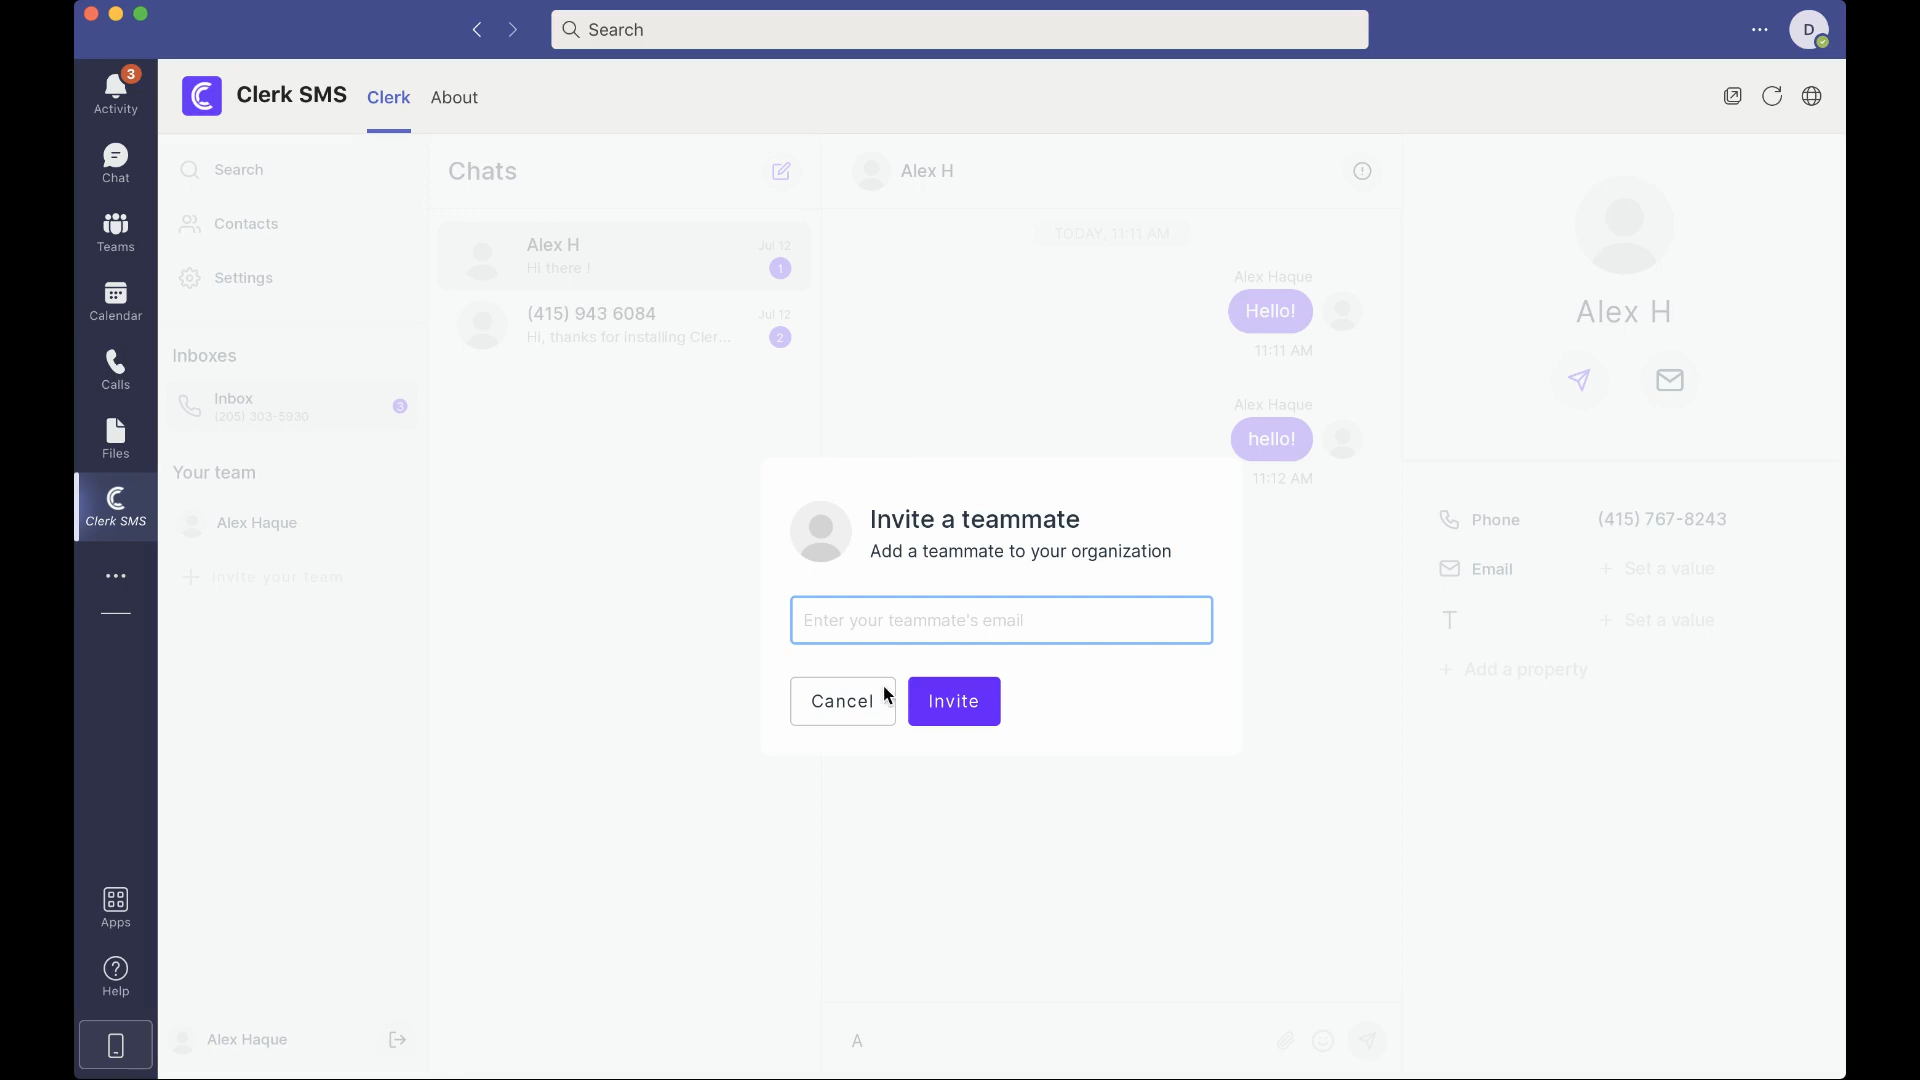 Search
D
3
Activity
Chat
Teams
Calendar
Calls
Files
Clerk SMS
Apps
Help
Clerk SMS
Clerk
About
Search
Contacts
Settings
Inboxes
Inbox
(205) 303-5930
3
Your team
Alex Haque
Invite your team
Alex Haque
Chats
Alex H
Jul 12
Hi there !
1
(415) 943 6084
Jul 12
Hi, thanks for installing Cler...
2
Alex H
TODAY, 11:11 AM
Alex Haque
Hello!
11:11 AM
Alex Haque
hello!
11:12 AM
A
Invite a teammate
Add a teammate to your organization
Enter your teammate's email
Cancel
Invite
Alex H
Phone
(415) 767-8243
Email
+ Set a value
T
+ Set a value
+ Add a property